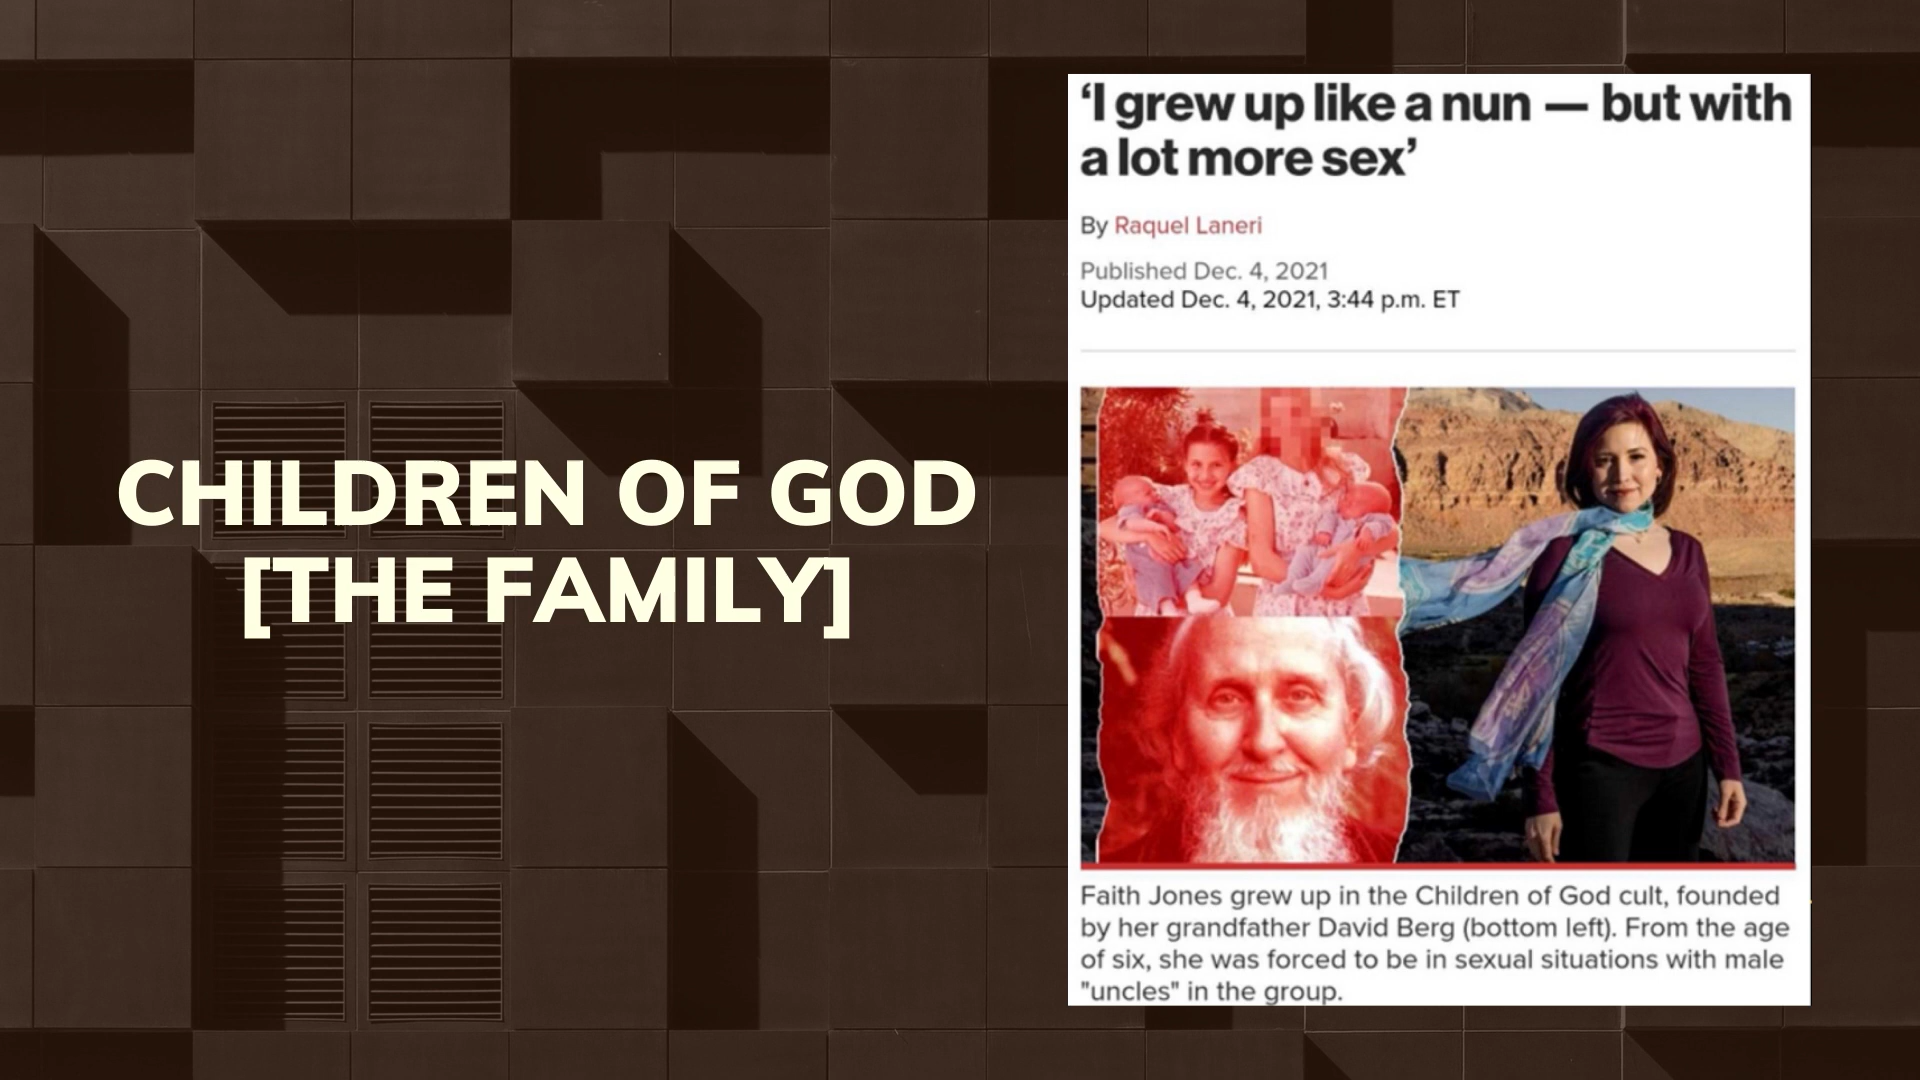 CHILDREN OF GOD
[THE FAMILY]
‘I grew up like a nun — but with
a lot more sex’
By Raquel Laneri
Published Dec. 4, 2021
Updated Dec. 4, 2021, 3:44 p.m. ET
Faith Jones grew up in the Children of God cult, founded
by her grandfather David Berg (bottom left). From the age
of six, she was forced to be in sexual situations with male
"uncles" in the group.